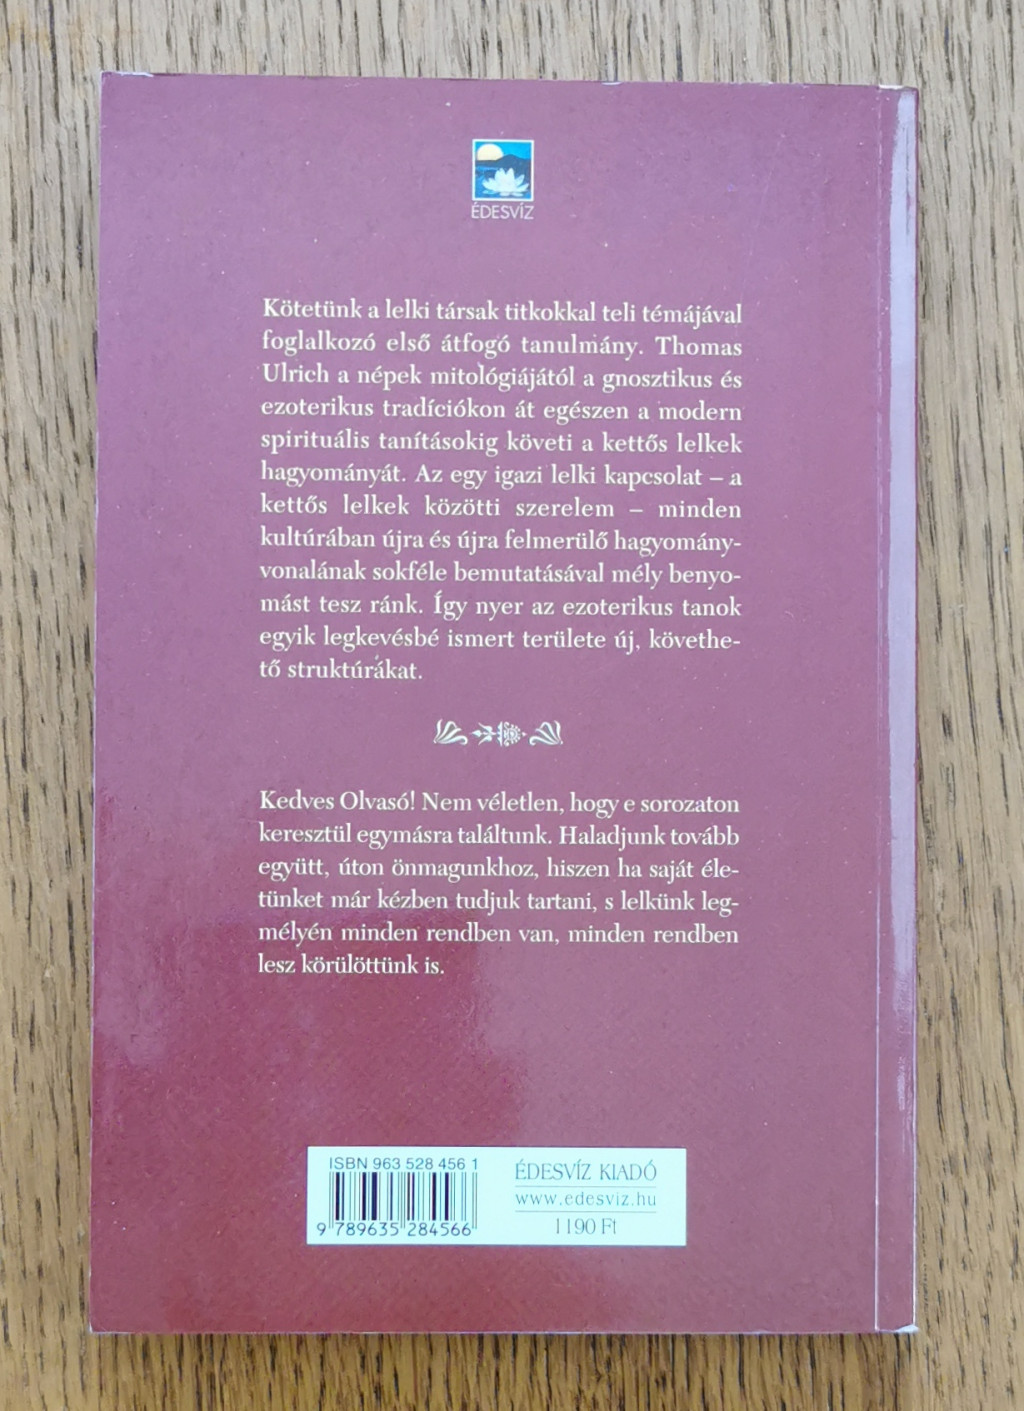 ÉDESVÍZ
Kötetünk a lelki társak titkokkal teli témájával
foglalkozó első átfogó tanulmány. Thomas
Ulrich a népek mitológiájától a gnosztikus és
ezoterikus tradíciókon át egészen a modern
spirituális tanításokig követi a kettős lelkek
hagyományát. Az egy igazi lelki kapcsolat – a
kettős lelkek közötti szerelem – minden
kultúrában újra és újra felmerülő hagyomány-
vonalának sokféle bemutatásával mély benyo-
mást tesz ránk. Így nyer az ezoterikus tanok
egyik legkevésbé ismert területe új, követhe-
tő struktúrákat.
Kedves Olvasó! Nem véletlen, hogy e sorozaton
keresztül egymásra találtunk. Haladjunk tovább
együtt, úton önmagunkhoz, hiszen ha saját éle-
tünket már kézben tudjuk tartani, s lelkünk leg-
mélyén minden rendben van, minden rendben
lesz körülöttünk is.
ISBN 963 528 456 1
9 789635 284566
ÉDESVÍZ KIADÓ
www.edesviz.hu
1190 Ft